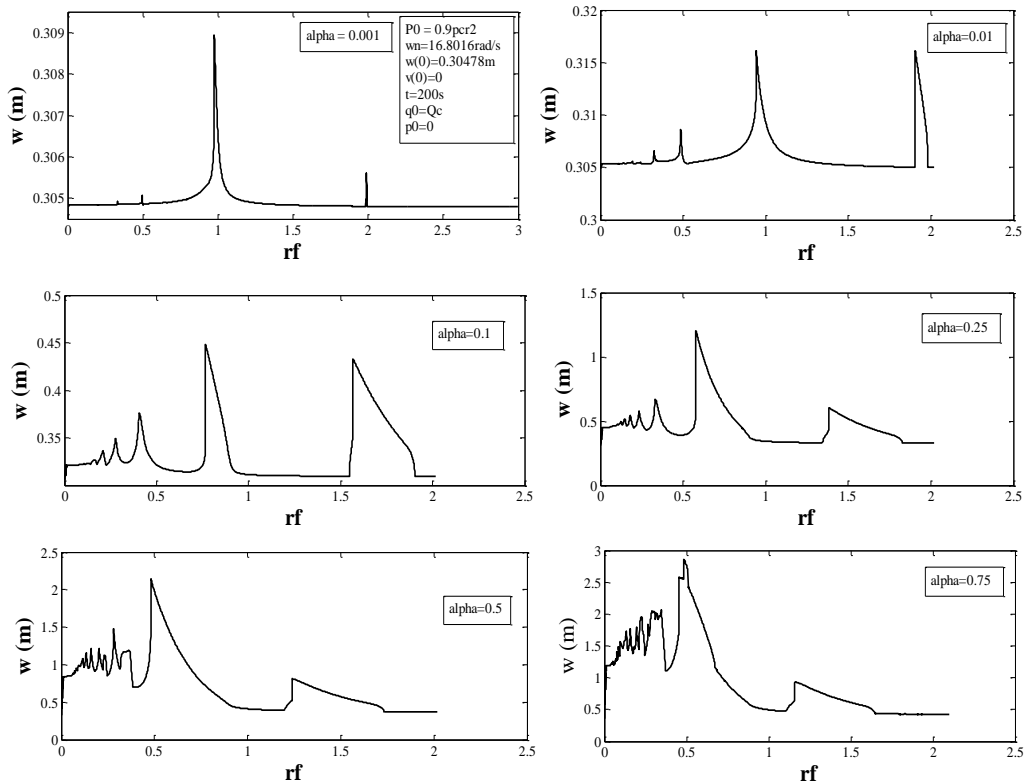 w (m)
0.309
0.308
0.307
0.306
0.305
0
0.5
1
1.5
2
2.5
3
rf
alpha = 0.001
P0 = 0.9pcr2
wn=16.8016rad/s
w(0)=0.30478m
v(0)=0
t=200s
q0=Qc
p0=0
w (m)
0.32
0.315
0.31
0.305
0.3
0
0.5
1
1.5
2
2.5
rf
alpha=0.01
w (m)
0.5
0.45
0.4
0.35
0
0.5
1
1.5
2
2.5
rf
alpha=0.1
w (m)
1.5
1
0.5
0
0
0.5
1
1.5
2
2.5
rf
alpha=0.25
w (m)
2.5
2
1.5
1
0.5
0
0
0.5
1
1.5
2
2.5
rf
alpha=0.5
w (m)
3
2.5
2
1.5
1
0.5
0
0
0.5
1
1.5
2
2.5
rf
alpha=0.75